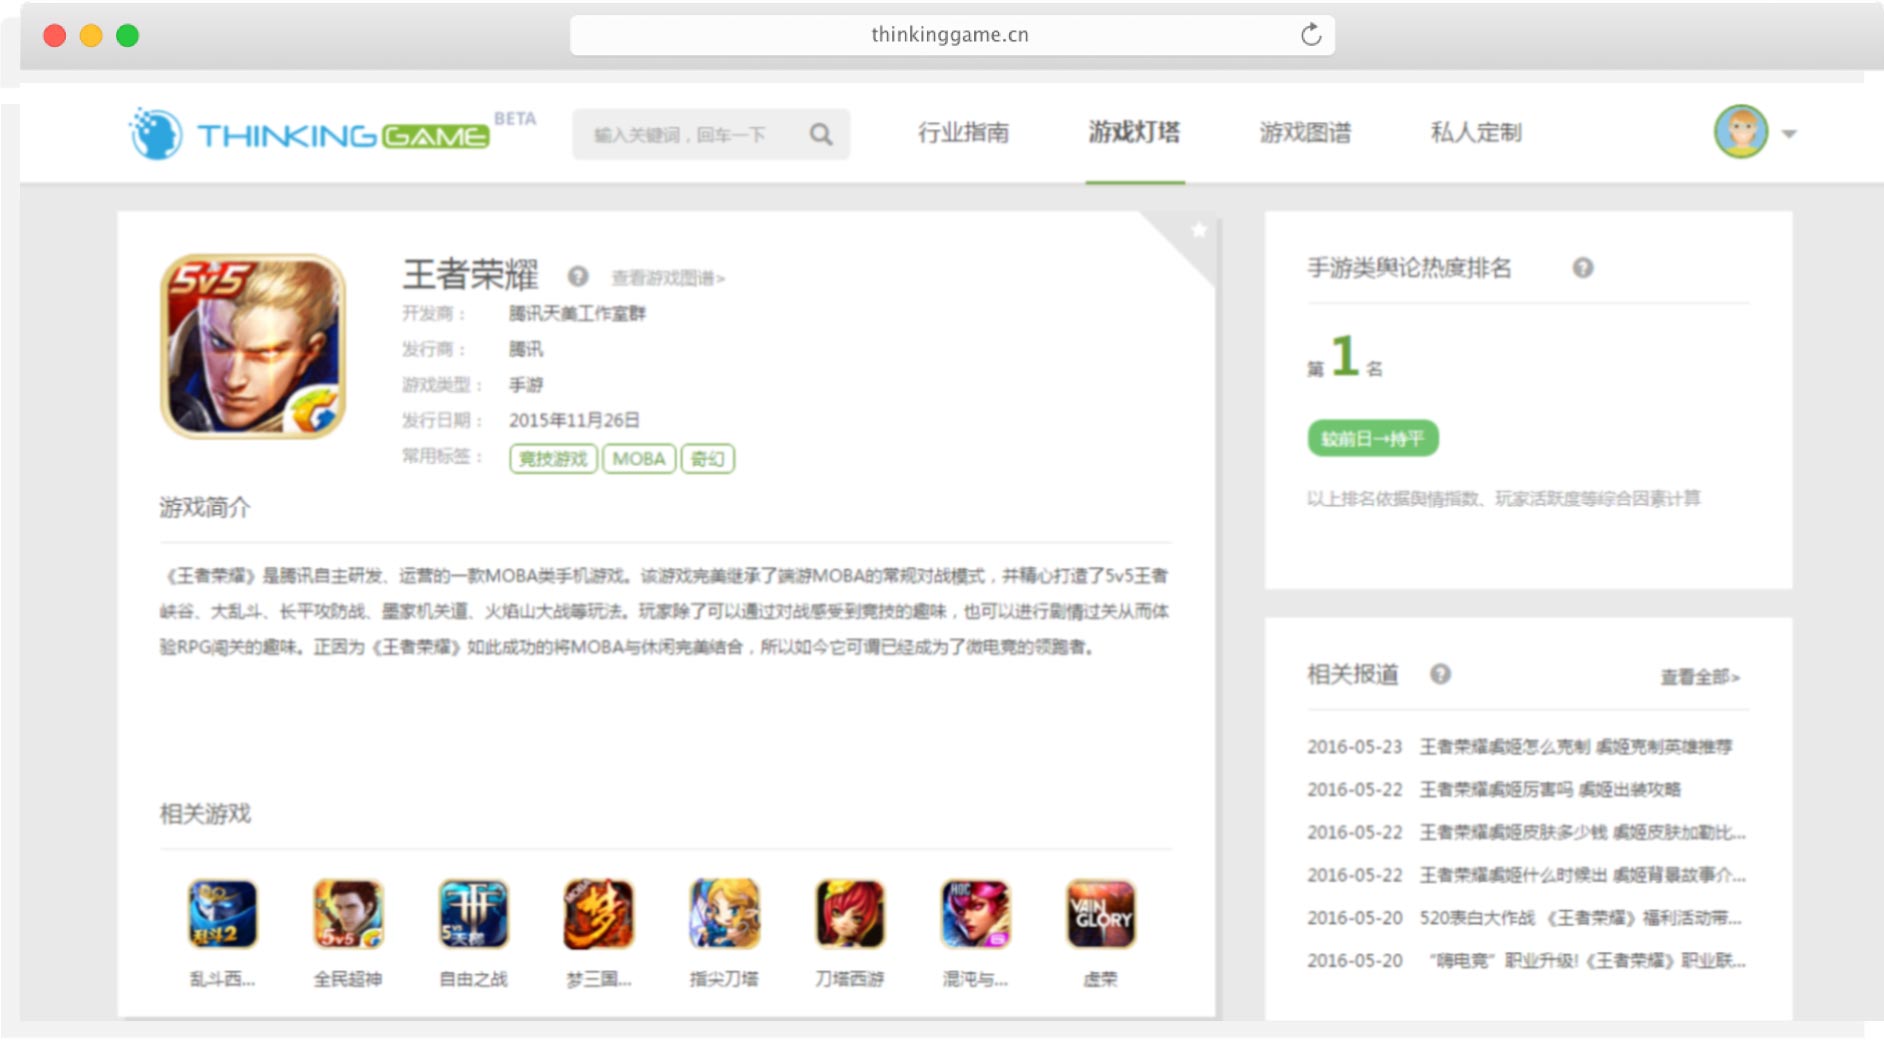 thinkinggame.cn
THINKINGGAME BETA
输入关键词，回车一下
行业指南 游戏灯塔 游戏图谱 私人定制
5v5
王者荣耀 ? 查看游戏图谱>
开发商： 腾讯天美工作室群
发行商： 腾讯
游戏类型： 手游
发行日期： 2015年11月26日
常用标签： 竞技游戏 MOBA 奇幻
游戏简介
《王者荣耀》是腾讯自主研发、运营的一款MOBA类手机游戏。该游戏完美继承了端游MOBA的常规对战模式，并精心打造了5v5王者
峡谷、大乱斗、长平攻防战、墨家机关道、火焰山大战等玩法。玩家除了可以通过对战感受到竞技的趣味，也可以进行剧情过关从而体
验RPG闯关的趣味。正因为《王者荣耀》如此成功的将MOBA与休闲完美结合，所以如今它可谓已经成为了微电竞的领跑者。
相关游戏
乱斗2
5v5
5v5
天梯
MOBA
梦
HOC
VAIN
GLORY
乱斗西...
全民超神
自由之战
梦三国...
指尖刀塔
刀塔西游
混沌与...
虚荣
手游类舆论热度排名 ?
第 1 名
较前日→持平
以上排名依据舆情指数、玩家活跃度等综合因素计算
相关报道 ? 查看全部>
2016-05-23 王者荣耀虞姬怎么克制 虞姬克制英雄推荐
2016-05-22 王者荣耀虞姬厉害吗 虞姬出装攻略
2016-05-22 王者荣耀虞姬皮肤多少钱 虞姬皮肤加勒比...
2016-05-22 王者荣耀虞姬什么时候出 虞姬背景故事介...
2016-05-20 520表白大作战 《王者荣耀》福利活动带...
2016-05-20 “嗨电竞”职业升级!《王者荣耀》职业联...